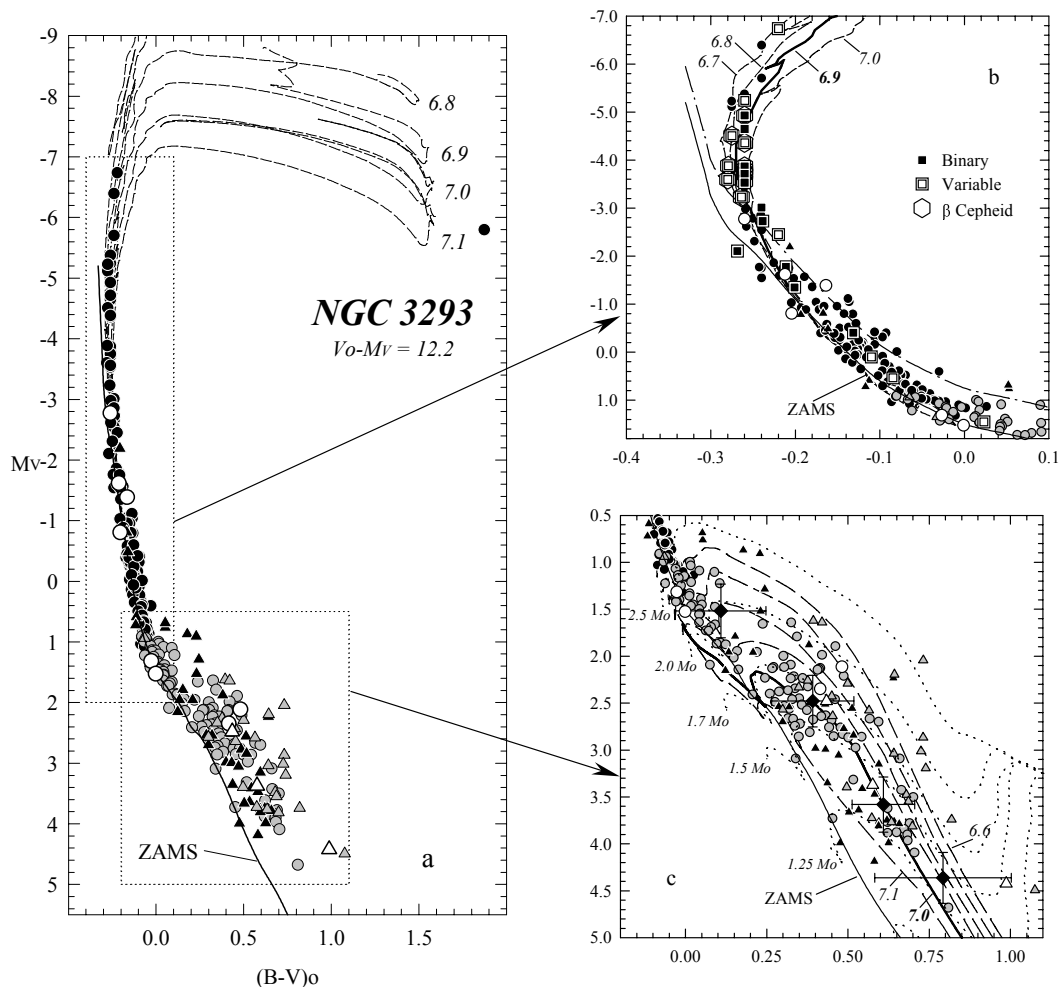 -9
-8
-7
-6
-5
-4
-3
Mv-2
-1
0
1
2
3
4
5
0.0 0.5 1.0 1.5
(B-V)o
6.8
6.9
7.0
7.1
NGC 3293
Vo-Mv = 12.2
ZAMS
a
-7.0
-6.0
-5.0
-4.0
-3.0
-2.0
-1.0
0.0
1.0
-0.4 -0.3 -0.2 -0.1 0.0 0.1
6.8
6.7
6.9
7.0
b
Binary
Variable
β Cepheid
ZAMS
0.5
1.0
1.5
2.0
2.5
3.0
3.5
4.0
4.5
5.0
0.00 0.25 0.50 0.75 1.00
2.5 Mo
2.0 Mo
1.7 Mo
1.5 Mo
1.25 Mo
6.6
7.1
7.0
ZAMS
c